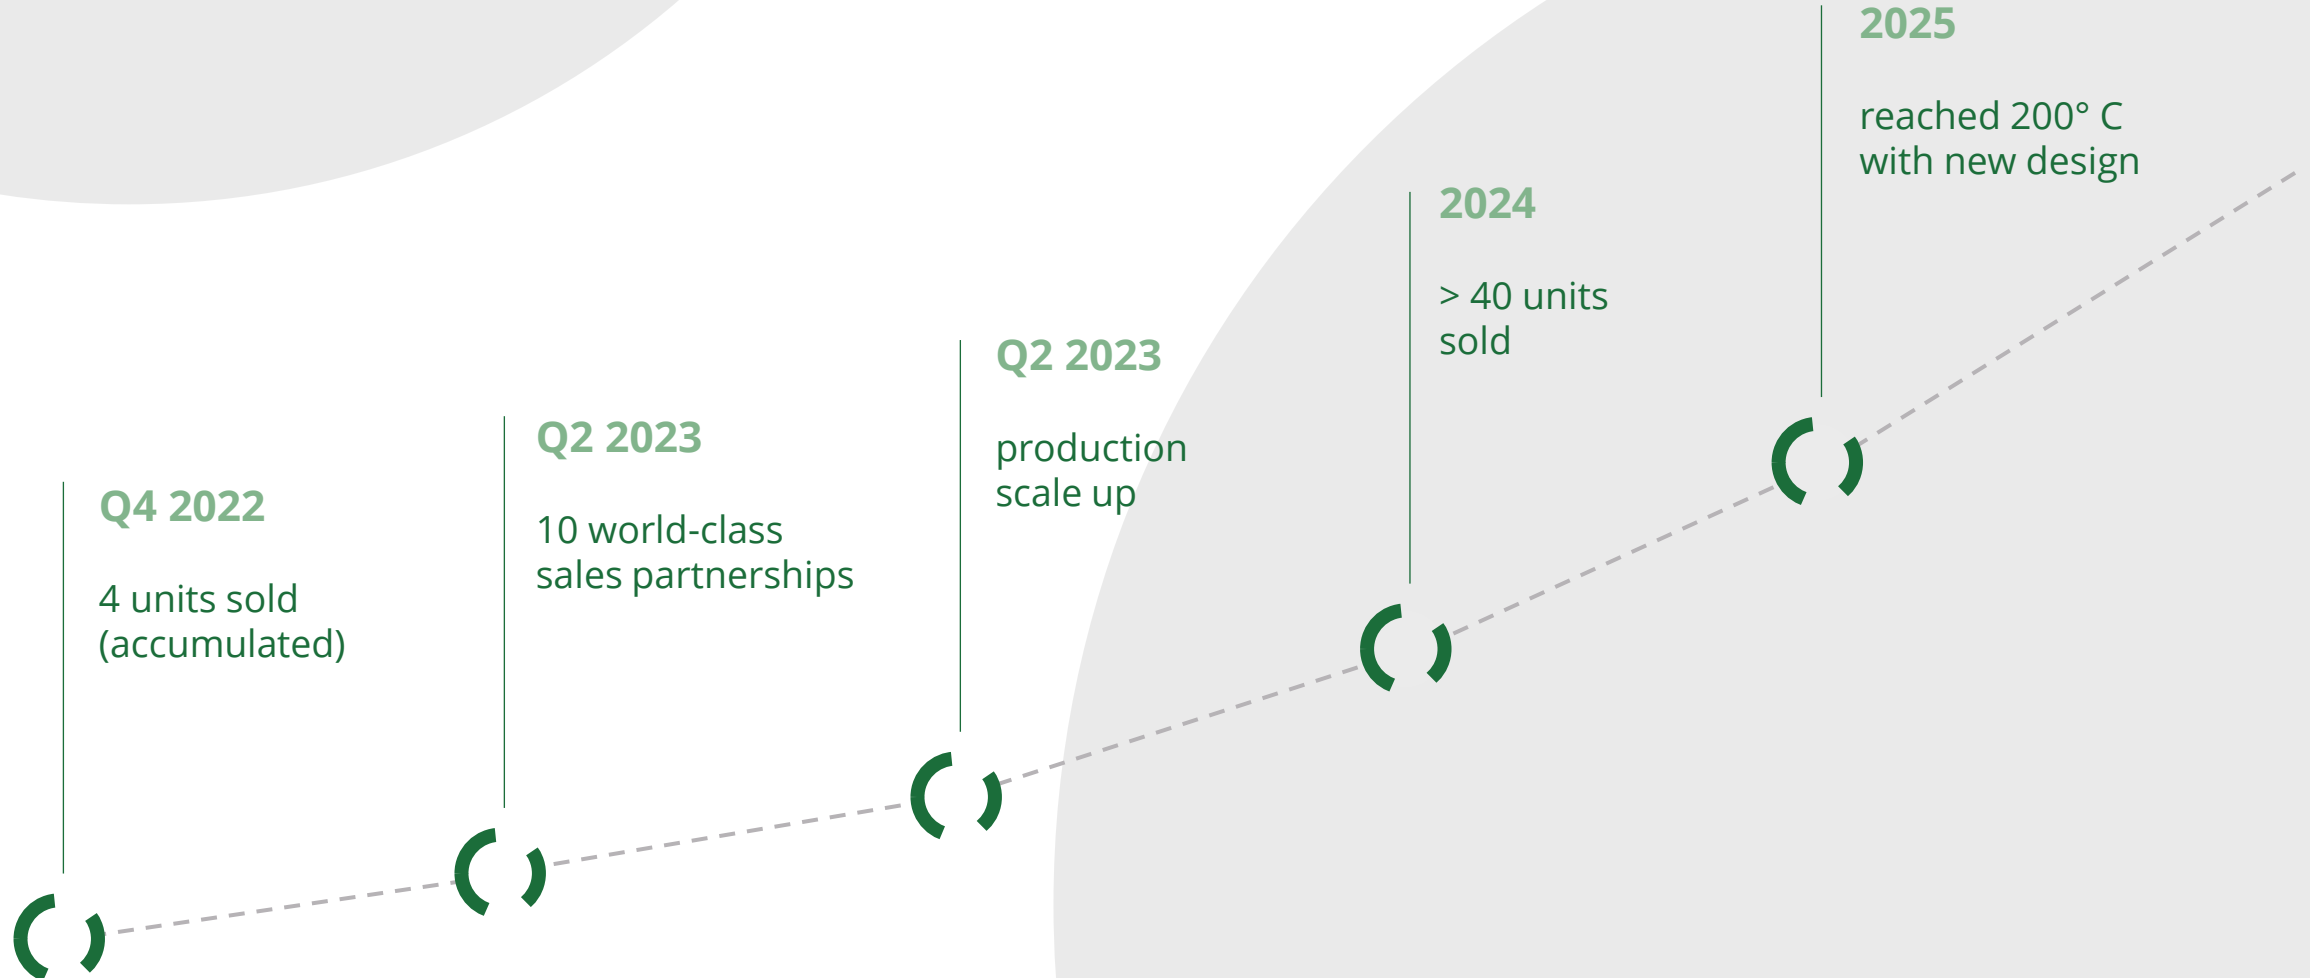 Q4 2022
4 units sold
(accumulated)
Q2 2023
10 world-class
sales partnerships
Q2 2023
production
scale up
2024
> 40 units
sold
2025
reached 200° C
with new design